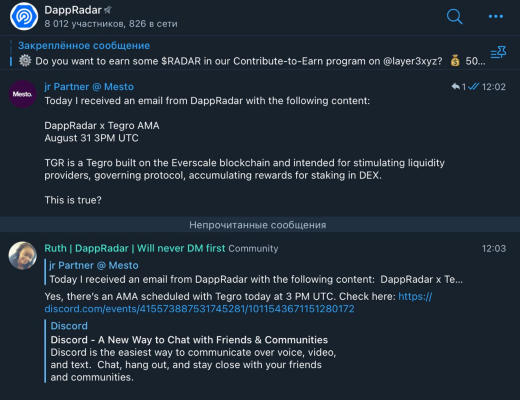 DappRadar
8 012 участников, 826 в сети
Закреплённое сообщение
Do you want to earn some $RADAR in our Contribute-to-Earn program on @layer3xyz? 💰 50...
Mesto.
jr Partner @ Mesto
1 12:02
Today I received an email from DappRadar with the following content:
DappRadar x Tegro AMA
August 31 3PM UTC
TGR is a Tegro built on the Everscale blockchain and intended for stimulating liquidity
providers, governing protocol, accumulating rewards for staking in DEX.
This is true?
Непрочитанные сообщения
Ruth | DappRadar | Will never DM first Community
12:03
jr Partner @ Mesto
Today I received an email from DappRadar with the following content: DappRadar x Te...
Yes, there's an AMA scheduled with Tegro today at 3 PM UTC. Check here: https://
discord.com/events/415573887531745281/1011543671151280172
Discord
Discord - A New Way to Chat with Friends & Communities
Discord is the easiest way to communicate over voice, video,
and text. Chat, hang out, and stay close with your friends
and communities.